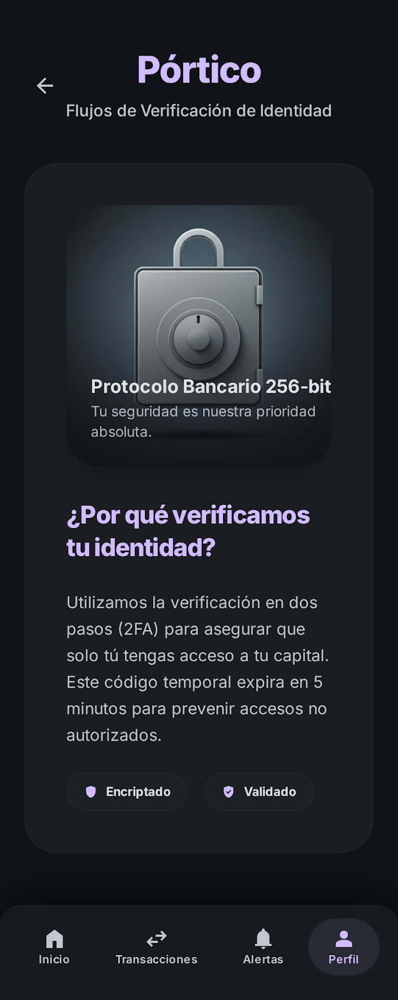 Pórtico
Flujos de Verificación de Identidad
Protocolo Bancario 256-bit
Tu seguridad es nuestra prioridad
absoluta.
¿Por qué verificamos
tu identidad?
Utilizamos la verificación en dos
pasos (2FA) para asegurar que
solo tú tengas acceso a tu capital.
Este código temporal expira en 5
minutos para prevenir accesos no
autorizados.
Encriptado
Validado
Inicio
Transacciones
Alertas
Perfil